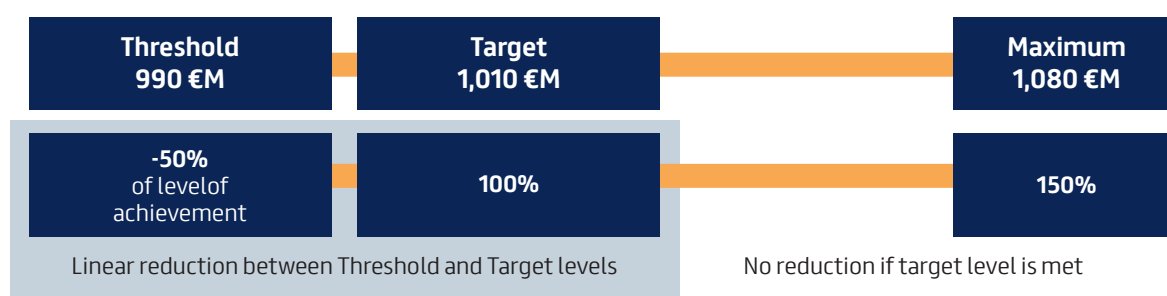 Threshold
990 €M
Target
1,010 €M
Maximum
1,080 €M
-50%
of levelof
achievement
100%
150%
Linear reduction between Threshold and Target levels
No reduction if target level is met